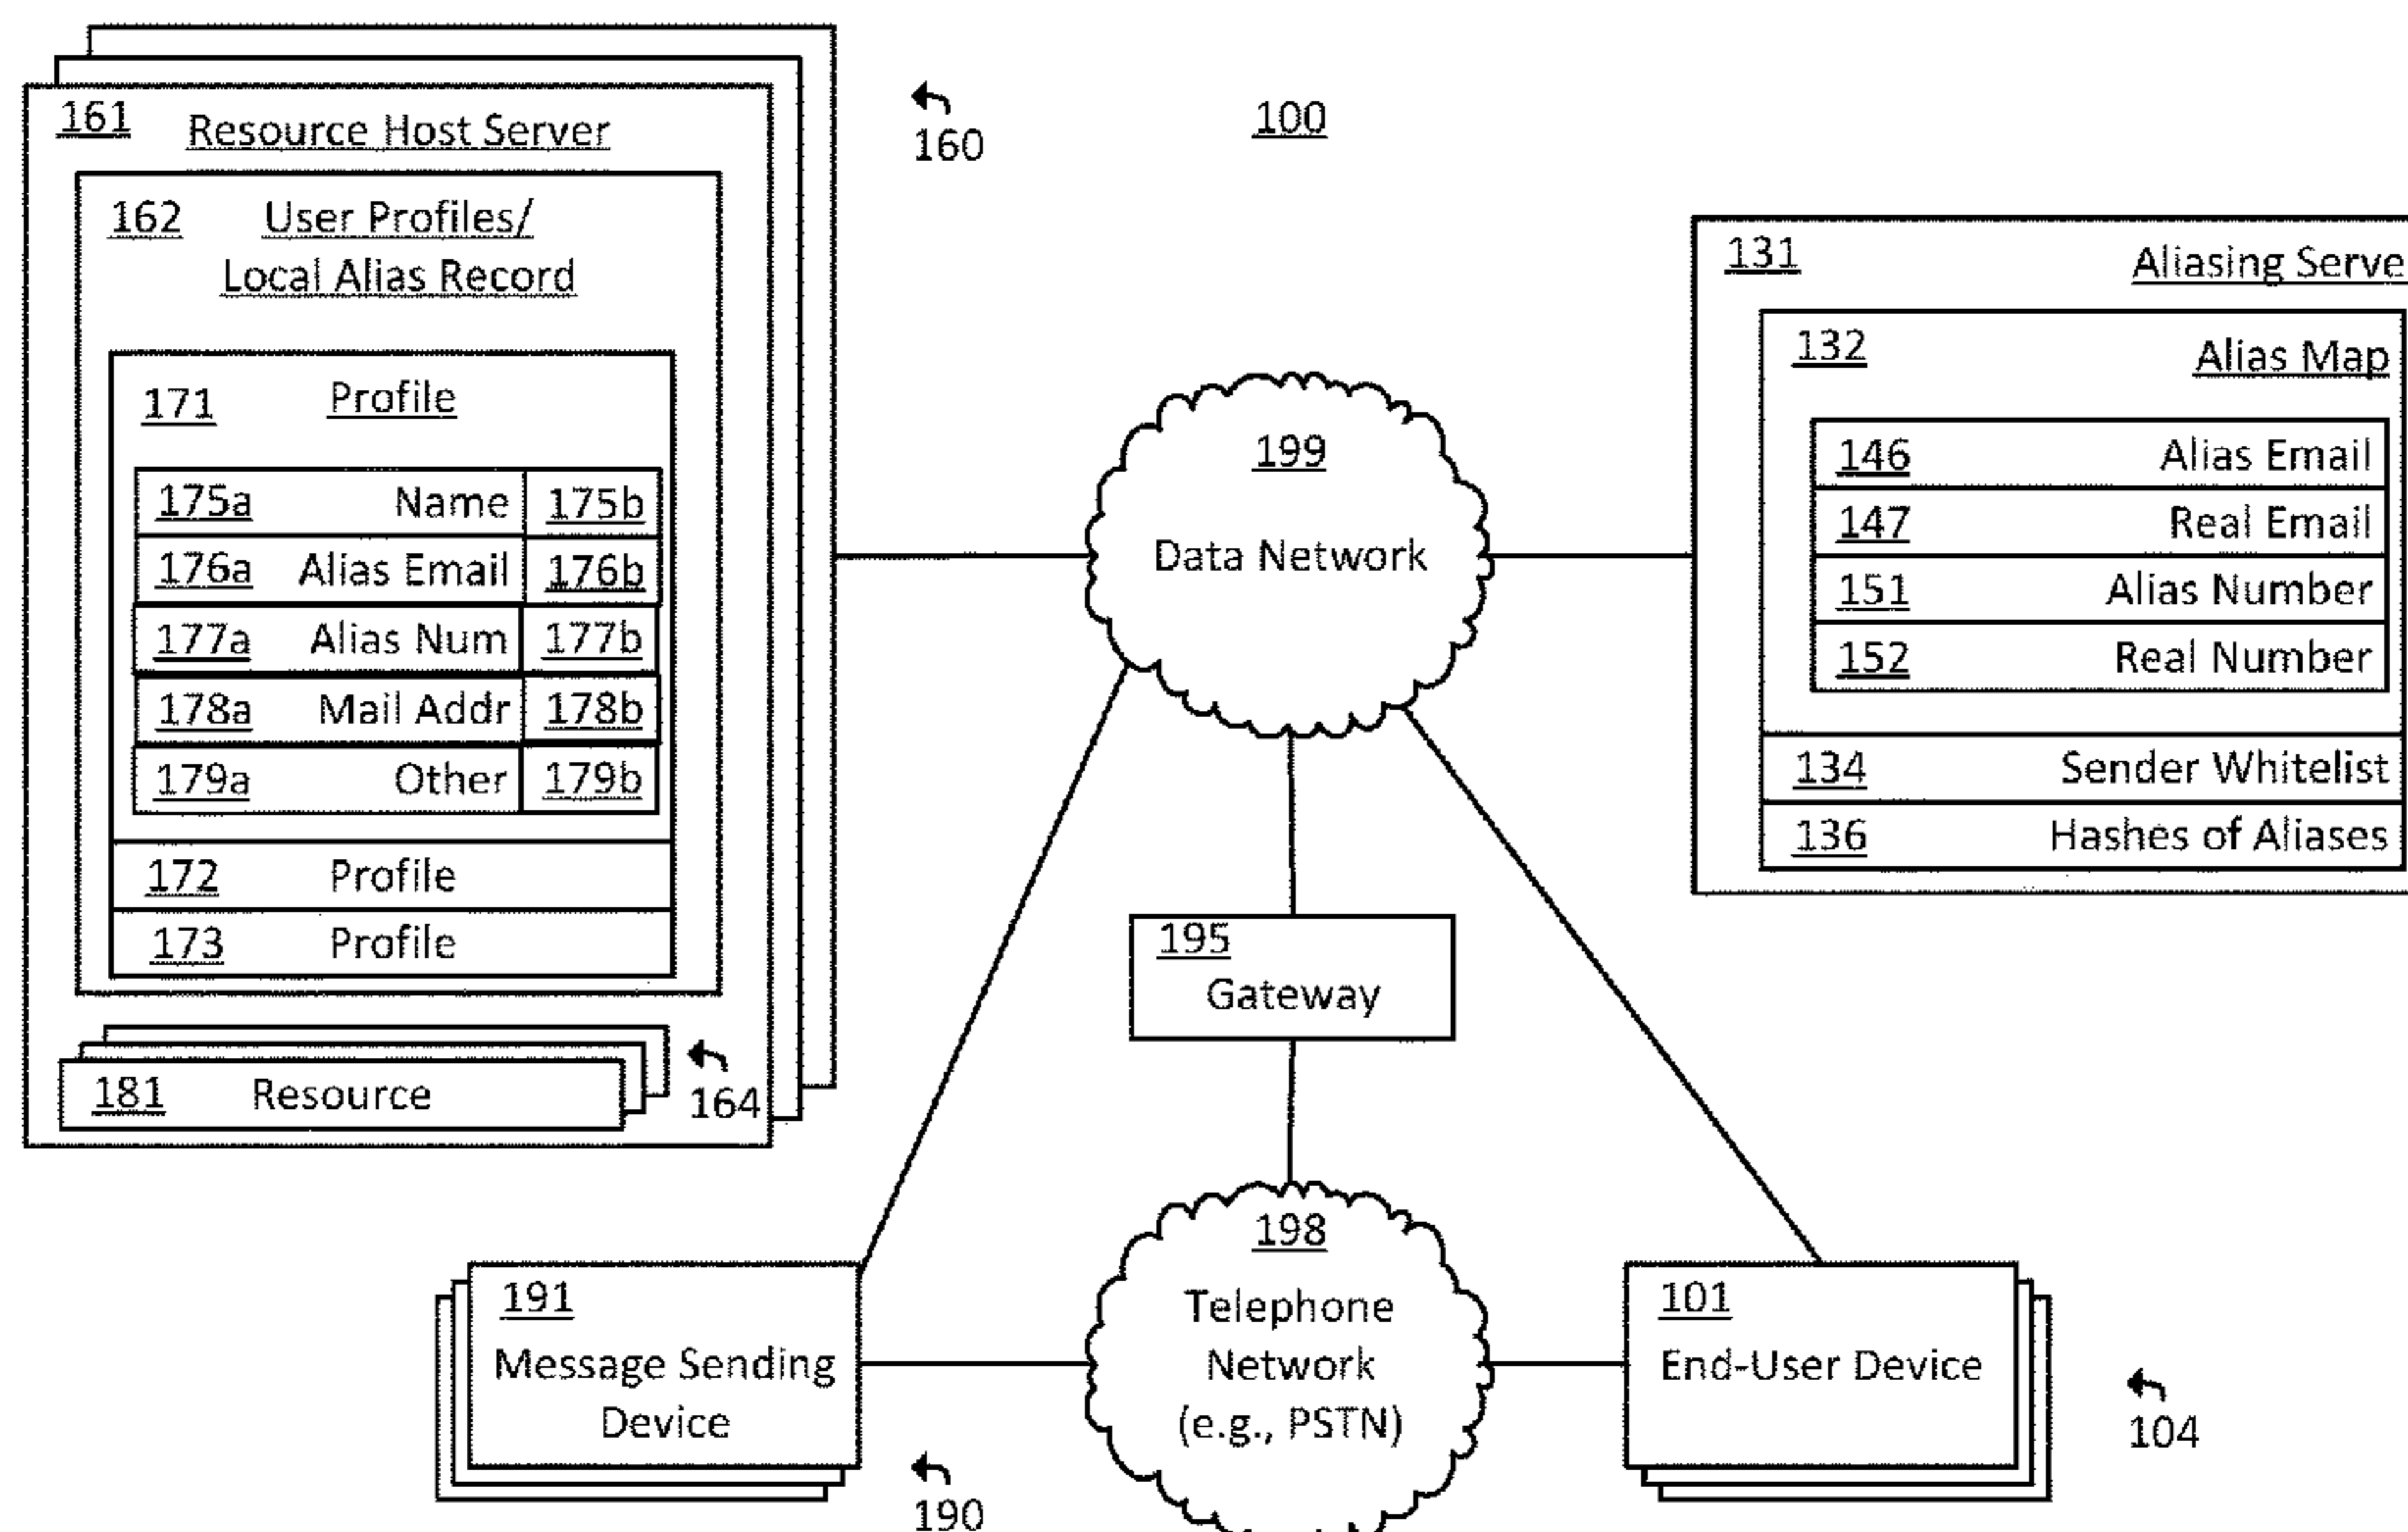 160
100
161 Resource Host Server
162 User Profiles/
Local Alias Record
171 Profile
175a Name 175b
176a Alias Email 176b
177a Alias Num 177b
178a Mail Addr 178b
179a Other 179b
172 Profile
173 Profile
181 Resource
164
199
Data Network
131 Aliasing Serve
132 Alias Map
146 Alias Email
147 Real Email
151 Alias Number
152 Real Number
134 Sender Whitelist
136 Hashes of Aliases
195
Gateway
191
Message Sending
Device
190
198
Telephone
Network
(e.g., PSTN)
101
End-User Device
104